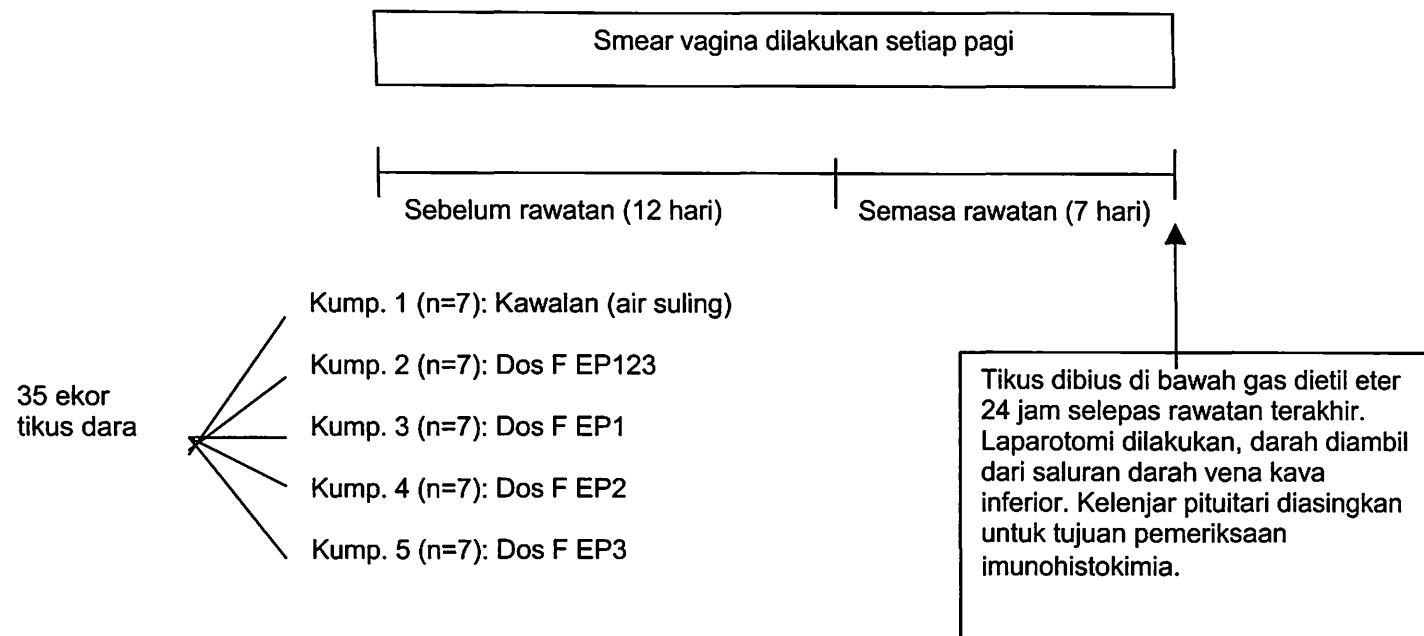 Smear vagina dilakukan setiap pagi
Sebelum rawatan (12 hari)
Semasa rawatan (7 hari)
35 ekor
tikus dara
Kump. 1 (n=7): Kawalan (air suling)
Kump. 2 (n=7): Dos F EP123
Kump. 3 (n=7): Dos F EP1
Kump. 4 (n=7): Dos F EP2
Kump. 5 (n=7): Dos F EP3
Tikus dibius di bawah gas dietil eter
24 jam selepas rawatan terakhir.
Laparotomi dilakukan, darah diambil
dari saluran darah vena kava
inferior. Kelenjar pituitari diasingkan
untuk tujuan pemeriksaan
imunohistokimia.